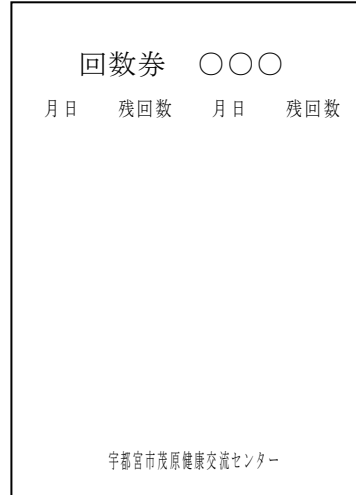 回数券　○○○
月日　残回数　月日　残回数
宇都宮市茂原健康交流センター